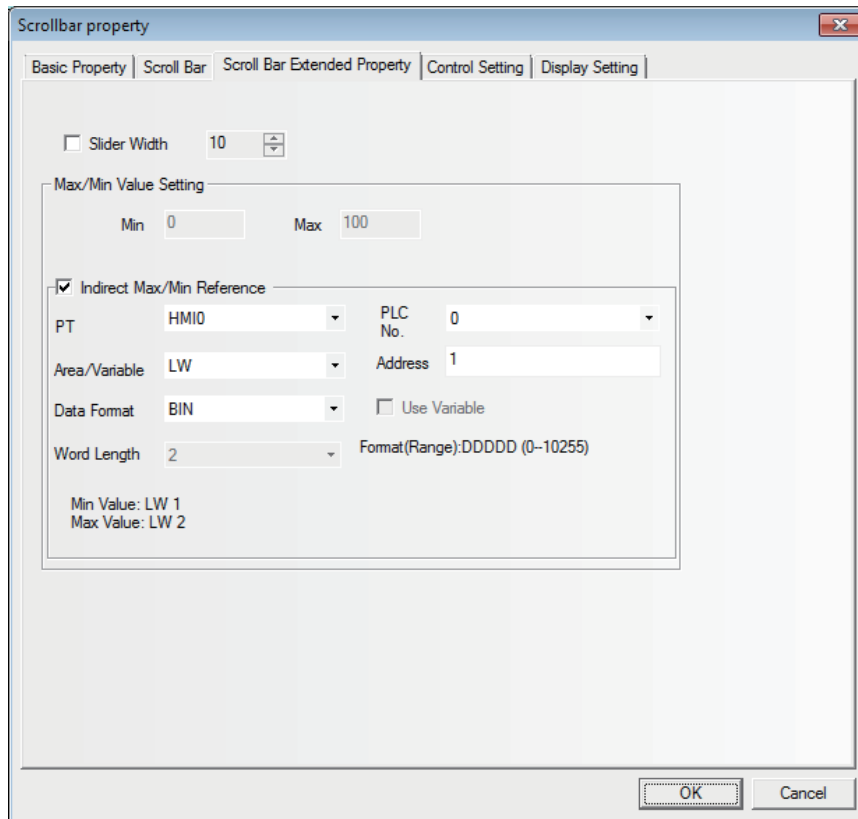 Scrollbar property
Basic Property Scroll Bar Scroll Bar Extended Property Control Setting Display Setting
Slider Width 10
Max/Min Value Setting
Min 0 Max 100
Indirect Max/Min Reference
PT HMI0 PLC No. 0
Area/Variable LW Address 1
Data Format BIN Use Variable
Word Length 2 Format(Range):DDDDD (0--10255)
Min Value: LW 1
Max Value: LW 2
OK Cancel